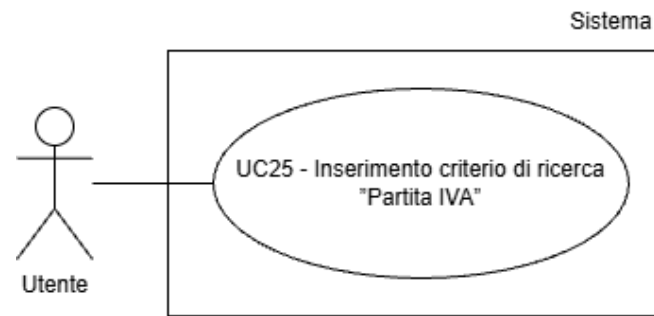 Sistema
UC25 - Inserimento criterio di ricerca
"Partita IVA"
Utente